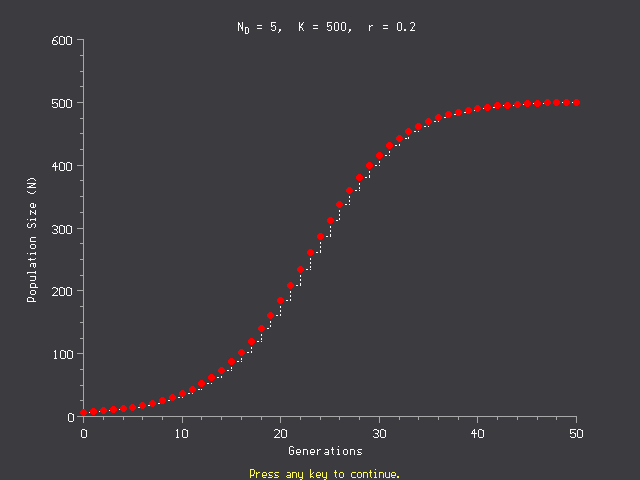 N_D = 5, K = 500, r = 0.2
600
500
400
300
200
100
0
Population Size (N)
0 10 20 30 40 50
Generations
Press any key to continue.